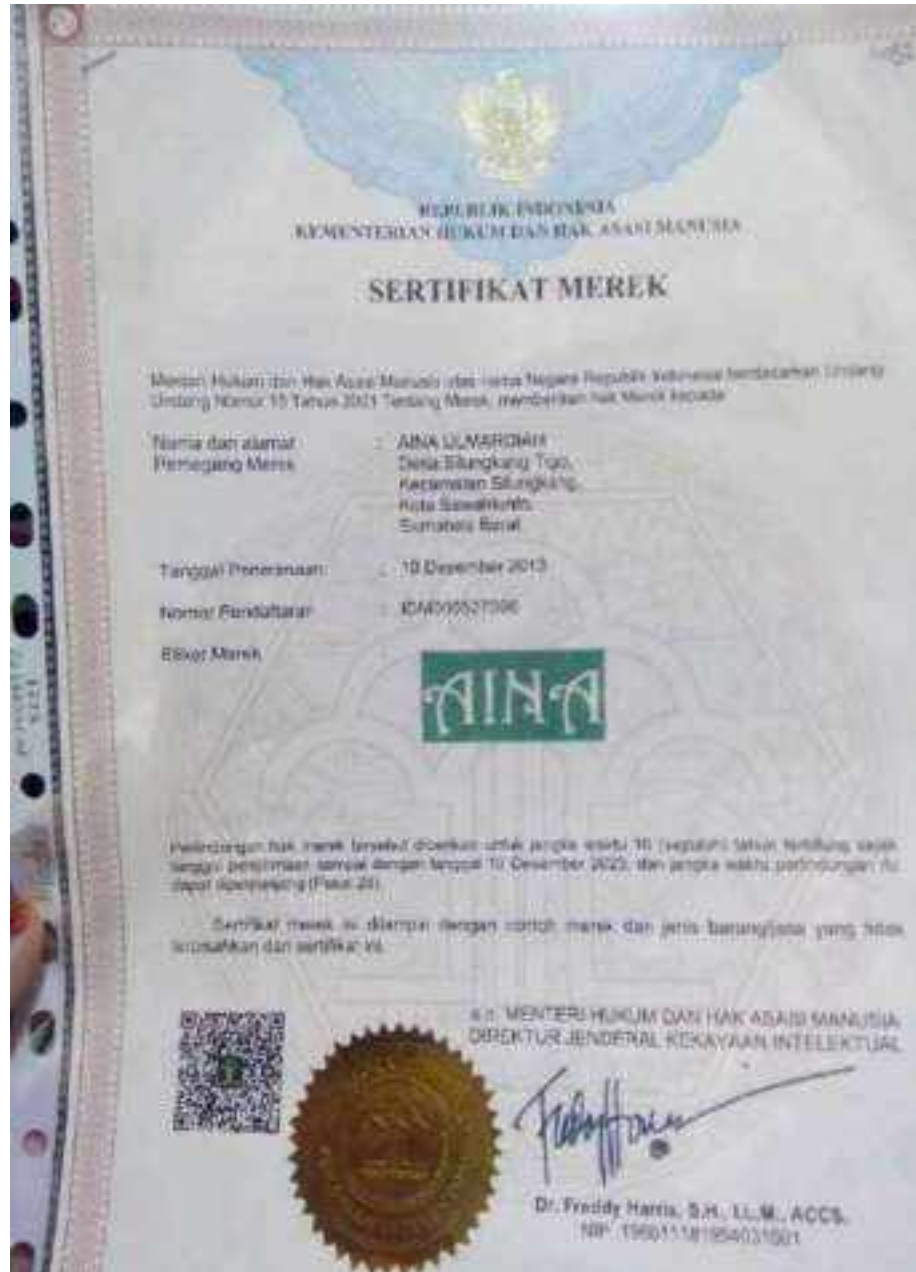 REPUBLIK INDONESIA
KEMENTERIAN HUKUM DAN HAK ASASI MANUSIA
SERTIFIKAT MEREK
Menteri Hukum dan Hak Asasi Manusia atas nama Negara Republik Indonesia berdasarkan Undang-
Undang Nomor 15 Tahun 2001 Tentang Merek, memberikan hak Merek kepada
Nama dan alamat : AINA ULMARDIAH
Pemegang Merek Desa Silungkang Tigo,
Kecamatan Silungkang,
Kota Sawahlunto,
Sumatera Barat
Tanggal Penerimaan : 10 Desember 2013
Nomor Pendaftaran :
Etiket Merek :
AINA
Perlindungan hak merek tersebut diberikan untuk jangka waktu 10 (sepuluh) tahun terhitung sejak
tanggal penerimaan sampai dengan tanggal 10 Desember 2023, dan jangka waktu perlindungan itu
dapat diperpanjang
Sertifikat merek ini dilampiri dengan contoh merek dan jenis barang/jasa yang tidak
terpisahkan dari sertifikat ini.
a.n. MENTERI HUKUM DAN HAK ASASI MANUSIA
DIREKTUR JENDERAL KEKAYAAN INTELEKTUAL
Dr. Freddy Harris, S.H., LL.M., ACCS.
NIP.